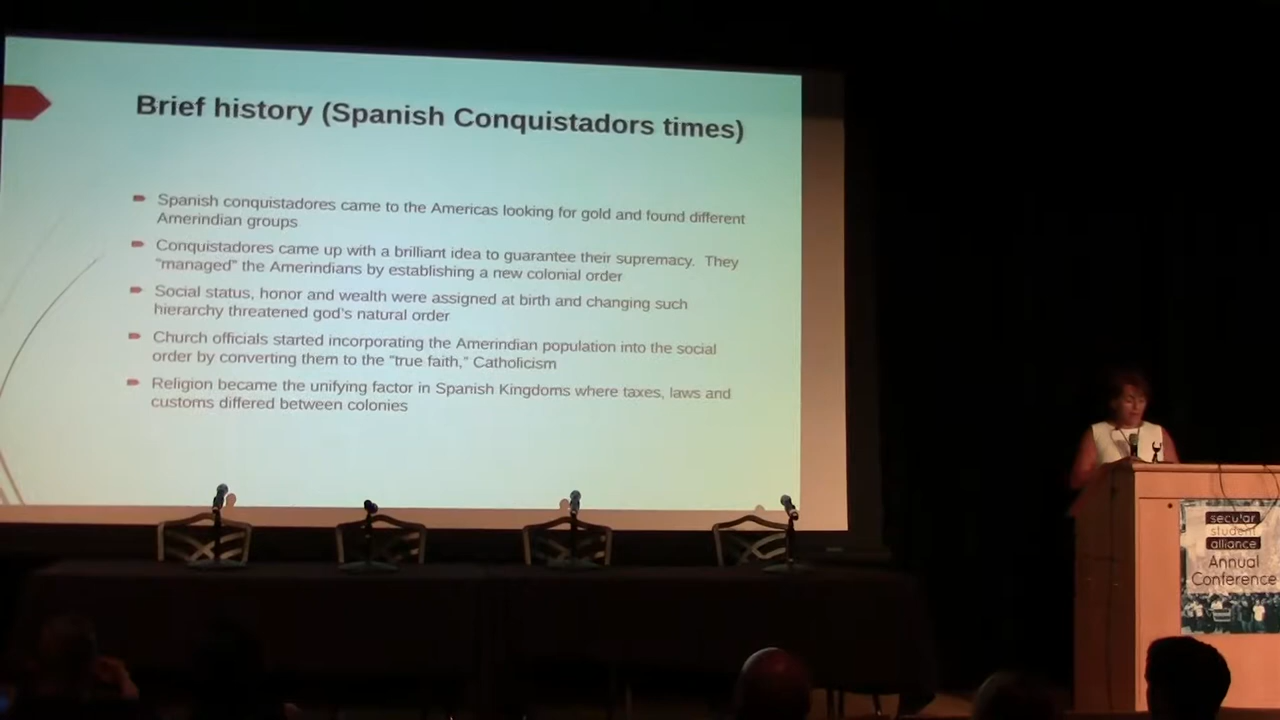 Brief history (Spanish Conquistadors times)
Spanish conquistadores came to the Americas looking for gold and found different
Amerindian groups
Conquistadores came up with a brilliant idea to guarantee their supremacy. They
"managed" the Amerindians by establishing a new colonial order
Social status, honor and wealth were assigned at birth and changing such
hierarchy threatened god's natural order
Church officials started incorporating the Amerindian population into the social
order by converting them to the "true faith," Catholicism
Religion became the unifying factor in Spanish Kingdoms where taxes, laws and
customs differed between colonies
secular
student
alliance
Annual
Conference